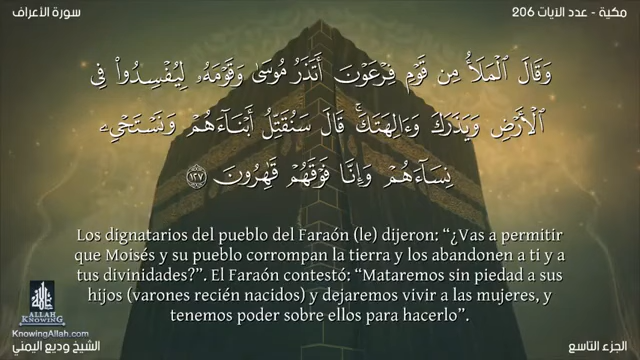 سورة الأعراف
مكية - عدد الآيات 206
وَقَالَ الْمَلَأُ مِن قَوْمِ فِرْعَوْنَ أَتَذَرُ مُوسَىٰ وَقَوْمَهُۥ لِيُفْسِدُوا۟ فِى
الْأَرْضِ وَيَذَرَكَ وَءَالِهَتَكَ ۚ قَالَ سَنُقَتِّلُ أَبْنَآءَهُمْ وَنَسْتَحْىِۦ
نِسَآءَهُمْ وَإِنَّا فَوْقَهُمْ قَٰهِرُونَ ١٢٧
Los dignatarios del pueblo del Faraón (le) dijeron: “¿Vas a permitir
que Moisés y su pueblo corrompan la tierra y los abandonen a ti y a
tus divinidades?”. El Faraón contestó: “Mataremos sin piedad a sus
hijos (varones recién nacidos) y dejaremos vivir a las mujeres, y
tenemos poder sobre ellos para hacerlo”.
ALLAH
KNOWING
KnowingAllah.com
الشيخ وديع اليمني
الجزء التاسع